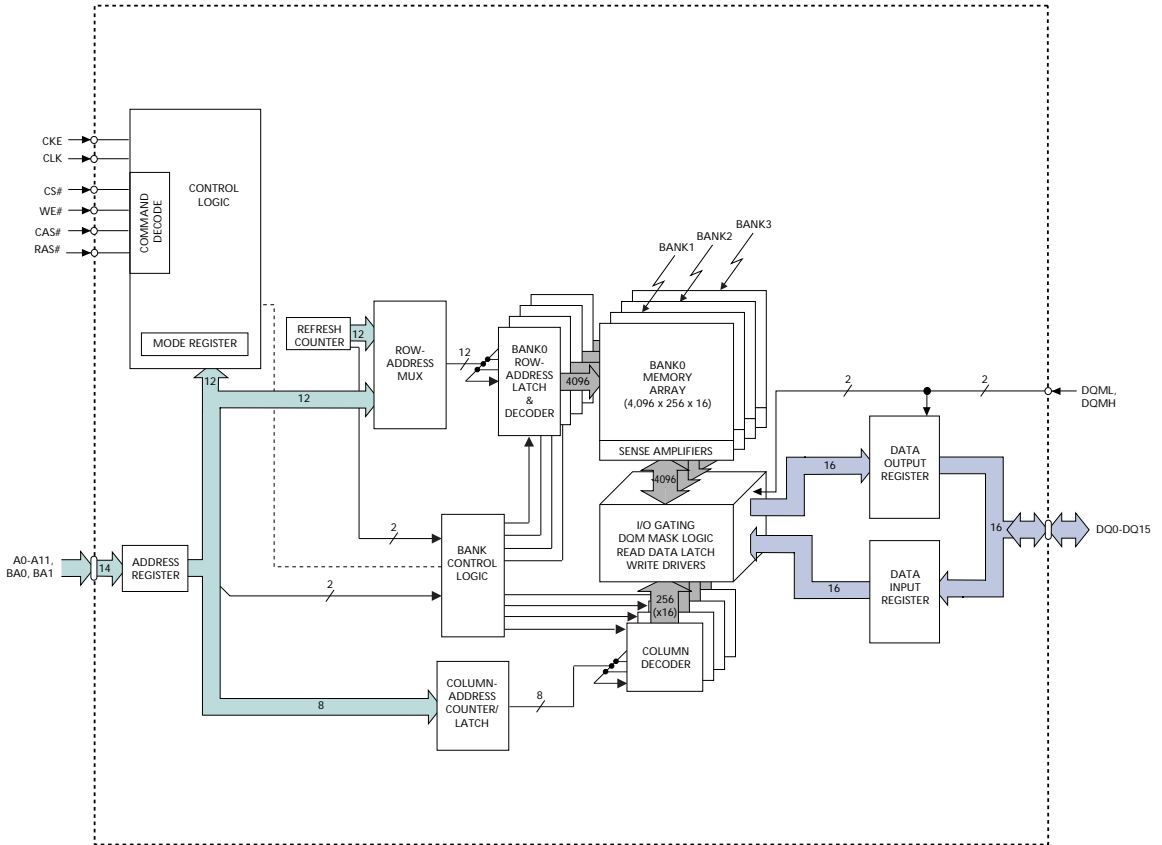 CKE
CLK
CS#
WE#
CAS#
RAS#
COMMAND
DECODE
CONTROL
LOGIC
MODE REGISTER
12
BANK1
BANK2
BANK3
REFRESH
COUNTER
12
12
ROW-
ADDRESS
MUX
12
BANK0
ROW-
ADDRESS
LATCH
&
DECODER
4096
BANK0
MEMORY
ARRAY
(4,096 x 256 x 16)
SENSE AMPLIFIERS
4096
I/O GATING
DQM MASK LOGIC
READ DATA LATCH
WRITE DRIVERS
2
2
DQML,
DQMH
16
DATA
OUTPUT
REGISTER
16
DQ0-DQ15
16
DATA
INPUT
REGISTER
A0-A11,
BA0, BA1
14
ADDRESS
REGISTER
2
2
BANK
CONTROL
LOGIC
256
(x16)
COLUMN
DECODER
8
COLUMN-
ADDRESS
COUNTER/
LATCH
8